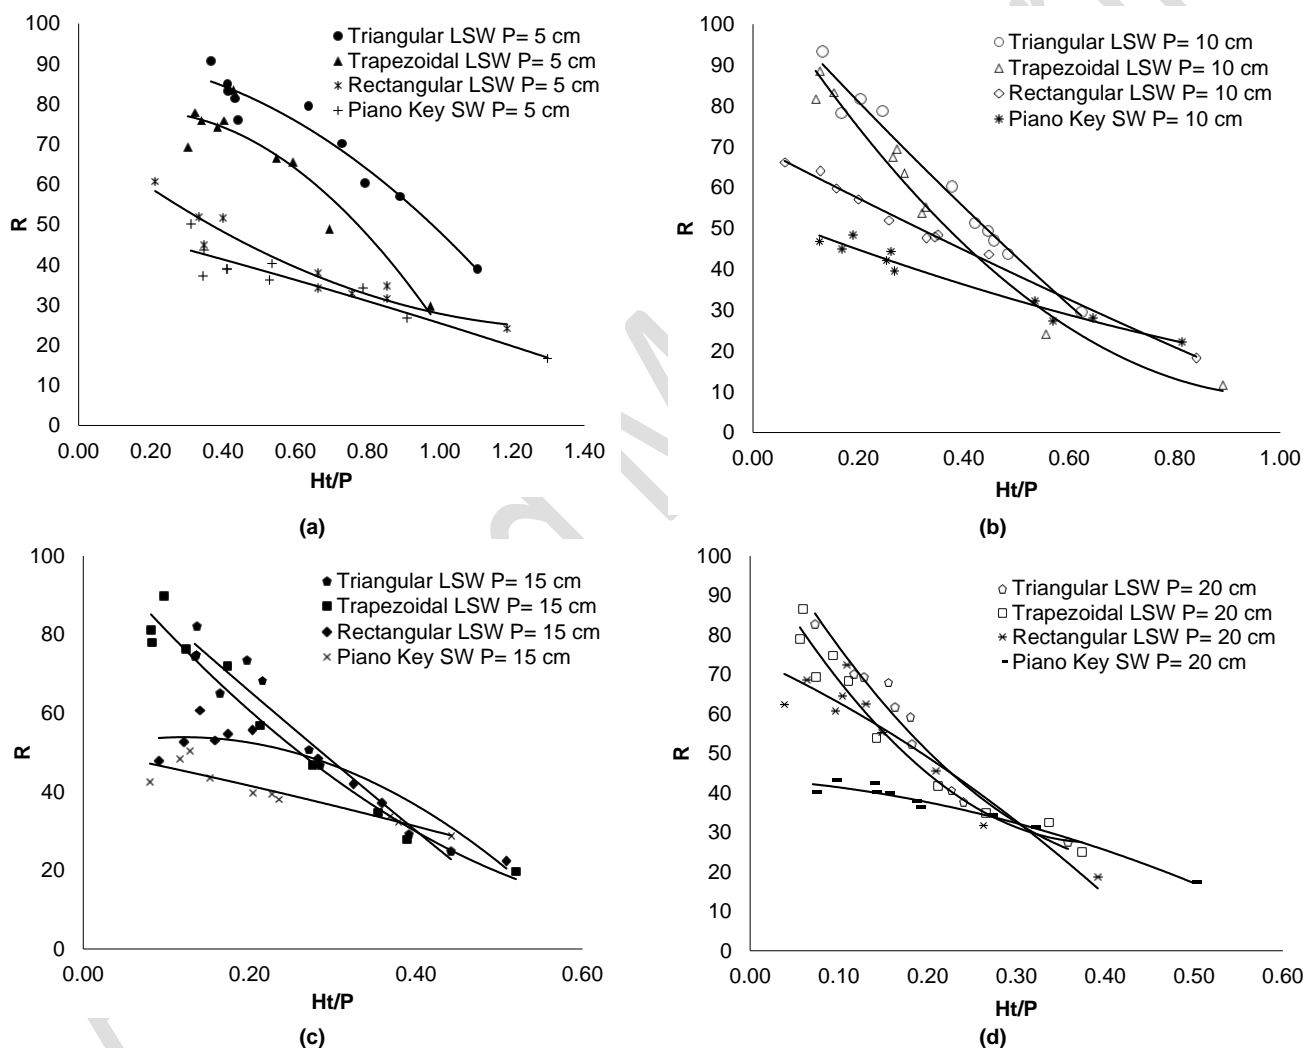 100
90
80
70
60
50
40
30
20
10
0
R
0.00 0.20 0.40 0.60 0.80 1.00 1.20 1.40
Ht/P
(a)
Triangular LSW P= 5 cm
Trapezoidal LSW P= 5 cm
Rectangular LSW P= 5 cm
Piano Key SW P= 5 cm
100
90
80
70
60
50
40
30
20
10
0
R
0.00 0.20 0.40 0.60 0.80 1.00
Ht/P
(b)
Triangular LSW P= 10 cm
Trapezoidal LSW P= 10 cm
Rectangular LSW P= 10 cm
Piano Key SW P= 10 cm
100
80
60
40
20
0
R
0.00 0.20 0.40 0.60
Ht/P
(c)
Triangular LSW P= 15 cm
Trapezoidal LSW P= 15 cm
Rectangular LSW P= 15 cm
Piano Key SW P= 15 cm
100
90
80
70
60
50
40
30
20
10
0
R
0.00 0.10 0.20 0.30 0.40 0.50 0.60
Ht/P
(d)
Triangular LSW P= 20 cm
Trapezoidal LSW P= 20 cm
Rectangular LSW P= 20 cm
Piano Key SW P= 20 cm